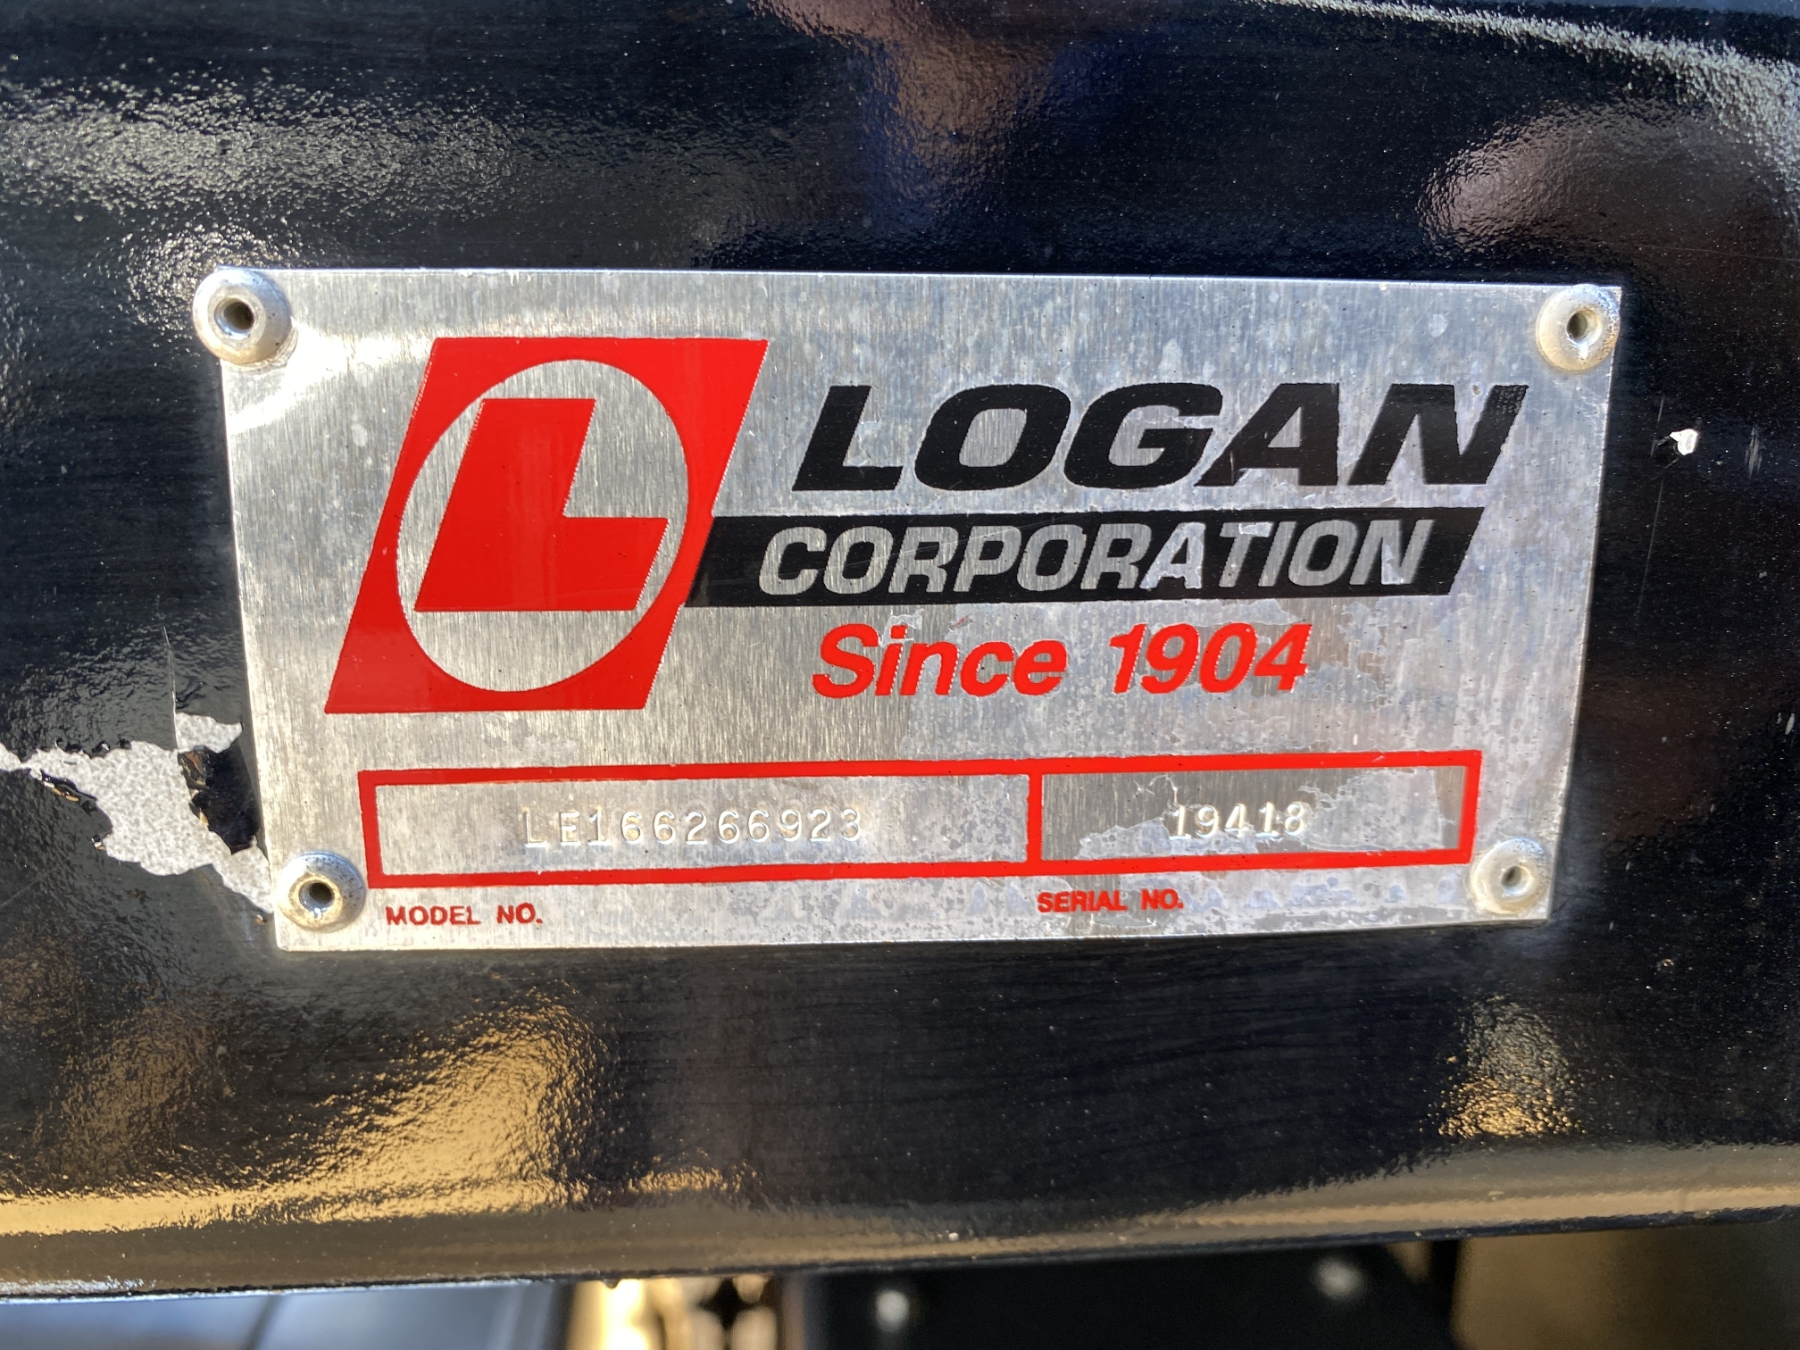 L
LOGAN
CORPORATION
Since 1904
LE166266923 19418
MODEL NO. SERIAL NO.